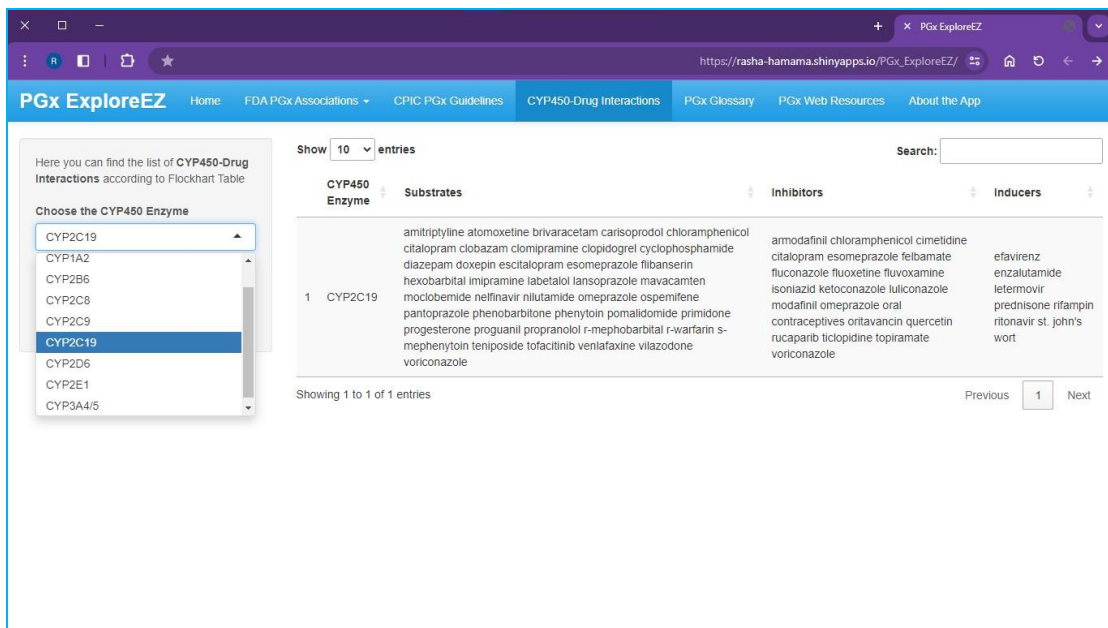 PGx ExploreEZ
https://rasha-hamama.shinyapps.io/PGx_ExploreEZ/
R
PGx ExploreEZ
Home
FDA PGx Associations
CPIC PGx Guidelines
CYP450-Drug Interactions
PGx Glossary
PGx Web Resources
About the App
Here you can find the list of CYP450-Drug
Interactions according to Flockhart Table
Choose the CYP450 Enzyme
CYP2C19
CYP1A2
CYP2B6
CYP2C8
CYP2C9
CYP2C19
CYP2D6
CYP2E1
CYP3A4/5
Show 10 entries
Search:
CYP450
Enzyme
Substrates
Inhibitors
Inducers
1
CYP2C19
amitriptyline atomoxetine brivaracetam carisoprodol chloramphenicol
citalopram clobazam clomipramine clopidogrel cyclophosphamide
diazepam doxepin escitalopram esomeprazole flibanserin
hexobarbital imipramine labetalol lansoprazole mavacamten
moclobemide nelfinavir nilutamide omeprazole ospemifene
pantoprazole phenobarbitone phenytoin pomalidomide primidone
progesterone proguanil propranolol r-mephobarbital r-warfarin s-
mephenytoin teniposide tofacitinib venlafaxine vilazodone
voriconazole
armodafinil chloramphenicol cimetidine
citalopram esomeprazole felbamate
fluconazole fluoxetine fluvoxamine
isoniazid ketoconazole luliconazole
modafinil omeprazole oral
contraceptives oritavancin quercetin
rucaparib ticlopidine topiramate
voriconazole
efavirenz
enzalutamide
letermovir
prednisone rifampin
ritonavir st. john's
wort
Showing 1 to 1 of 1 entries
Previous
1
Next